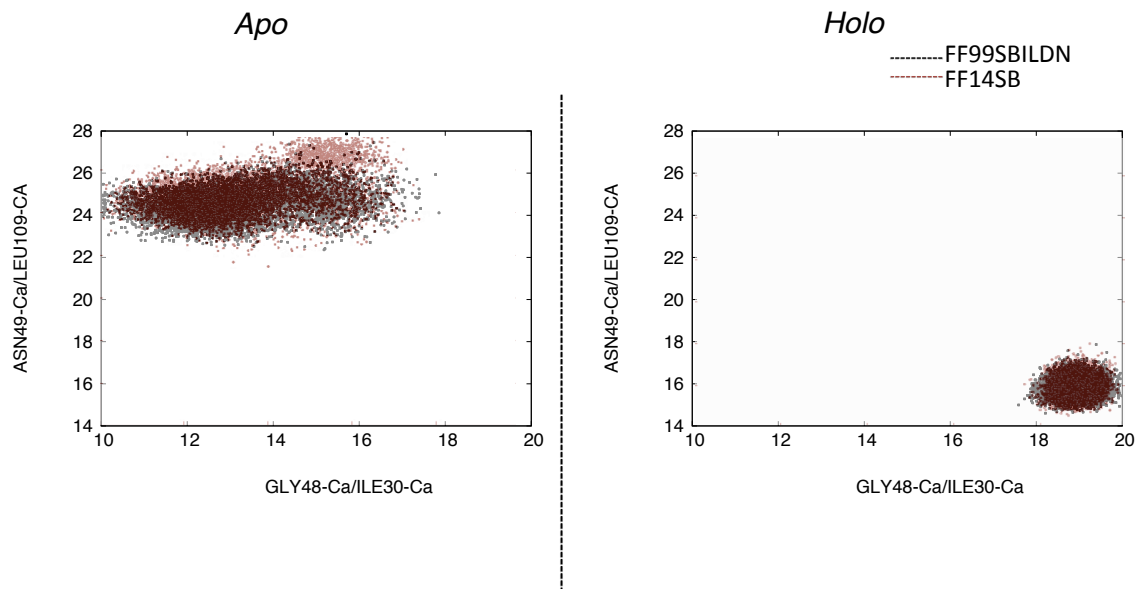 Apo
Holo
FF99SBILDN
FF14SB
28
26
24
22
20
18
16
14
10 12 14 16 18 20
ASN49-Ca/LEU109-CA
GLY48-Ca/ILE30-Ca
28
26
24
22
20
18
16
14
10 12 14 16 18 20
ASN49-Ca/LEU109-CA
GLY48-Ca/ILE30-Ca